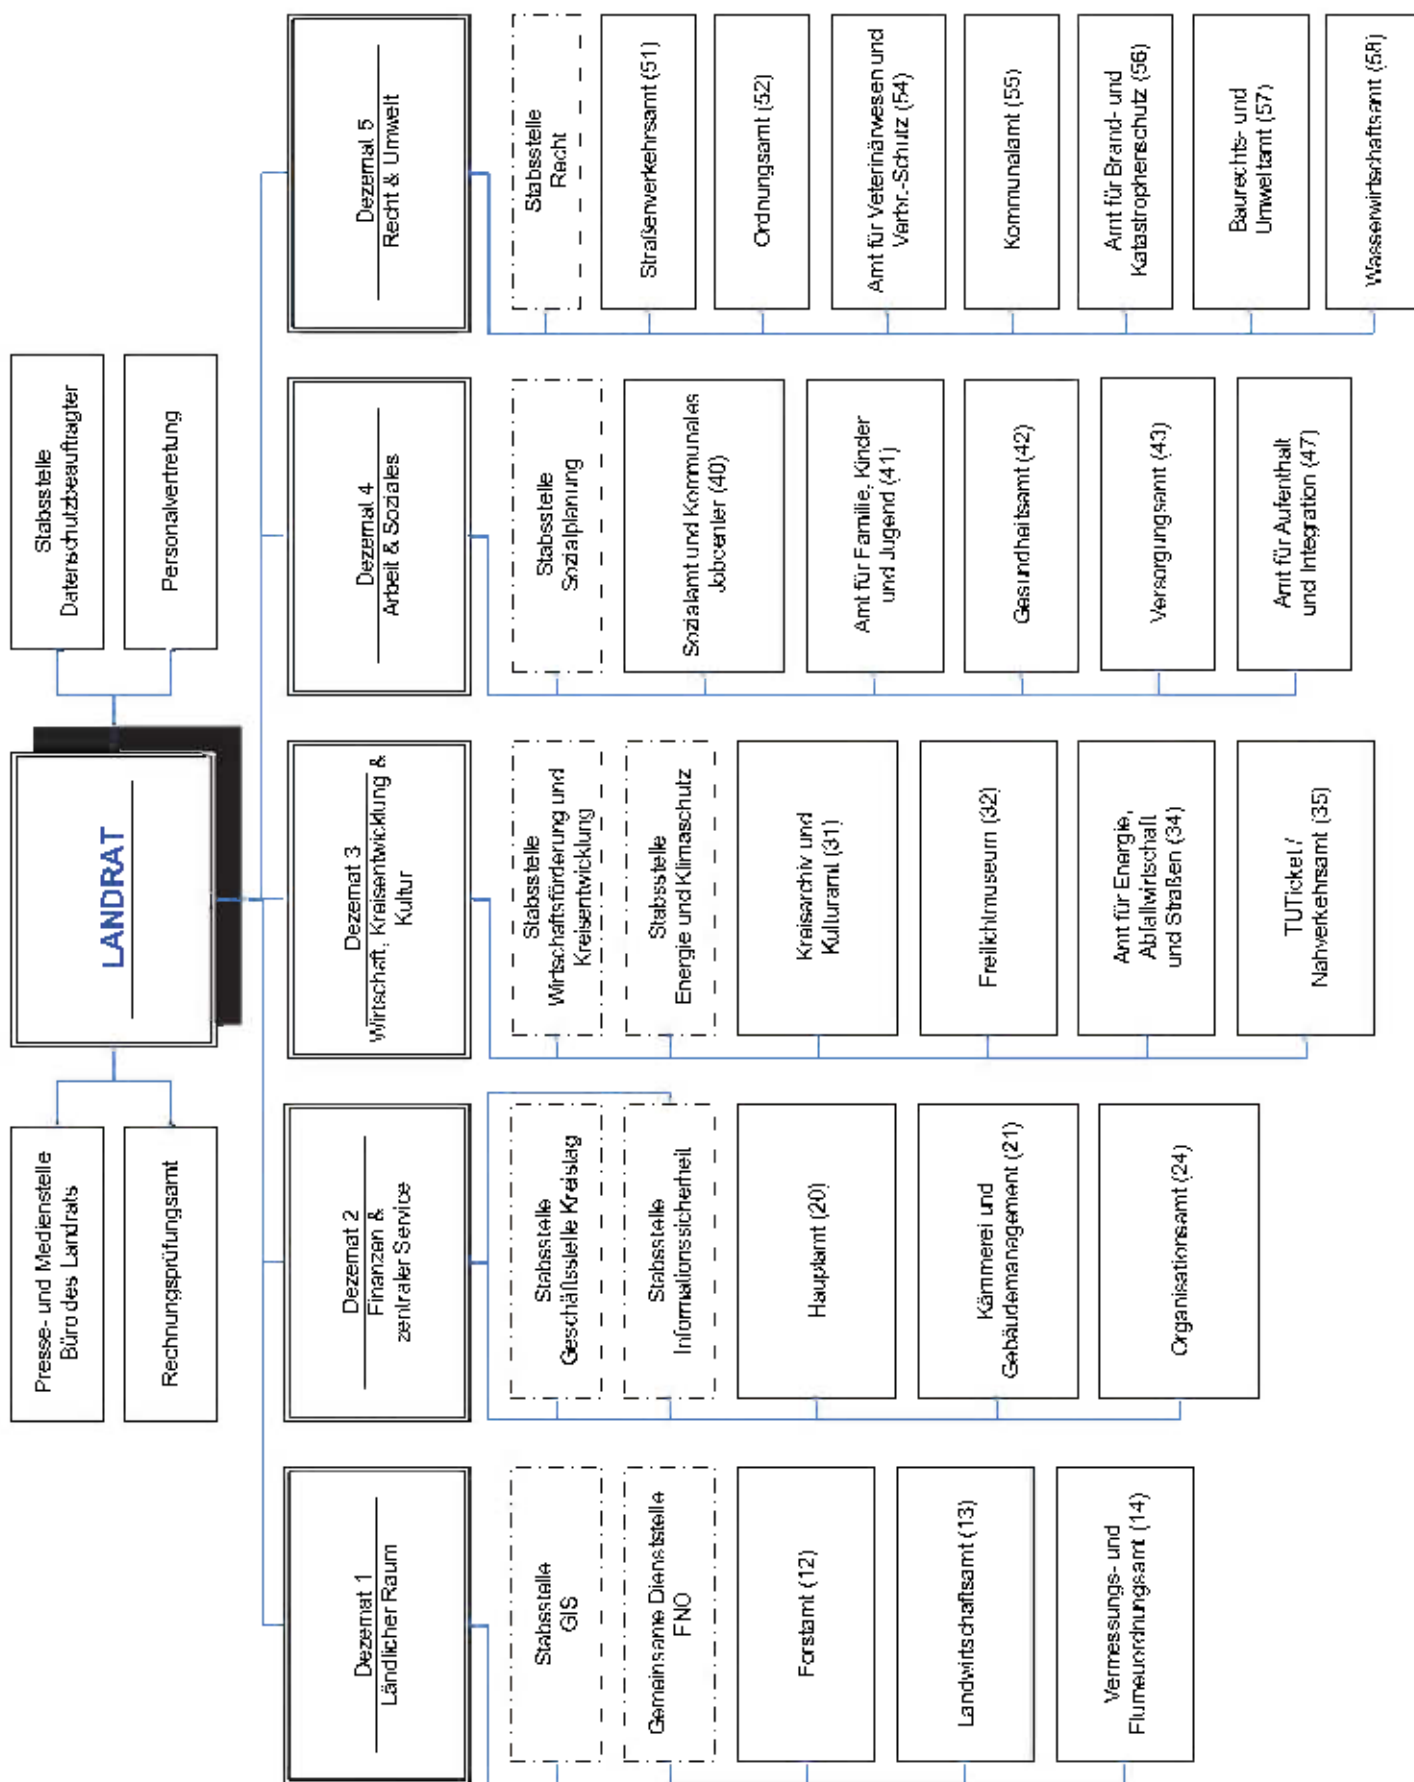 Presse- und Medienstelle
Büro des Landrats
Rechnungsprüfungsamt
LANDRAT
Stabsstelle
Datenschutzbeauftragter
Personalvertretung
Dezernat 1
Ländlicher Raum
Stabsstelle
GIS
Gemeinsame Dienststelle
FNO
Forstamt (12)
Landwirtschaftsamt (13)
Vermessungs- und
Flurneuordnungsamt (14)
Dezernat 2
Finanzen &
zentraler Service
Stabsstelle
Geschäftsstelle Kreistag
Stabsstelle
Informationssicherheit
Hauptamt (20)
Kämmerei und
Gebäudemanagement (21)
Organisationsamt (24)
Dezernat 3
Wirtschaft, Kreisentwicklung &
Kultur
Stabsstelle
Wirtschaftsförderung und
Kreisentwicklung
Stabsstelle
Energie und Klimaschutz
Kreisarchiv und
Kulturamt (31)
Freilichtmuseum (32)
Amt für Energie,
Abfallwirtschaft
und Straßen (34)
TUTicket /
Nahverkehrsamt (35)
Dezernat 4
Arbeit & Soziales
Stabsstelle
Sozialplanung
Sozialamt und Kommunales
Jobcenter (40)
Amt für Familie, Kinder
und Jugend (41)
Gesundheitsamt (42)
Versorgungsamt (43)
Amt für Aufenthalt
und Integration (47)
Dezernat 5
Recht & Umwelt
Stabsstelle
Recht
Straßenverkehrsamt (51)
Ordnungsamt (52)
Amt für Veterinärwesen und
Verbr.-Schutz (54)
Kommunalamt (55)
Amt für Brand- und
Katastrophenschutz (56)
Baurechts- und
Umweltamt (57)
Wasserwirtschaftsamt (58)